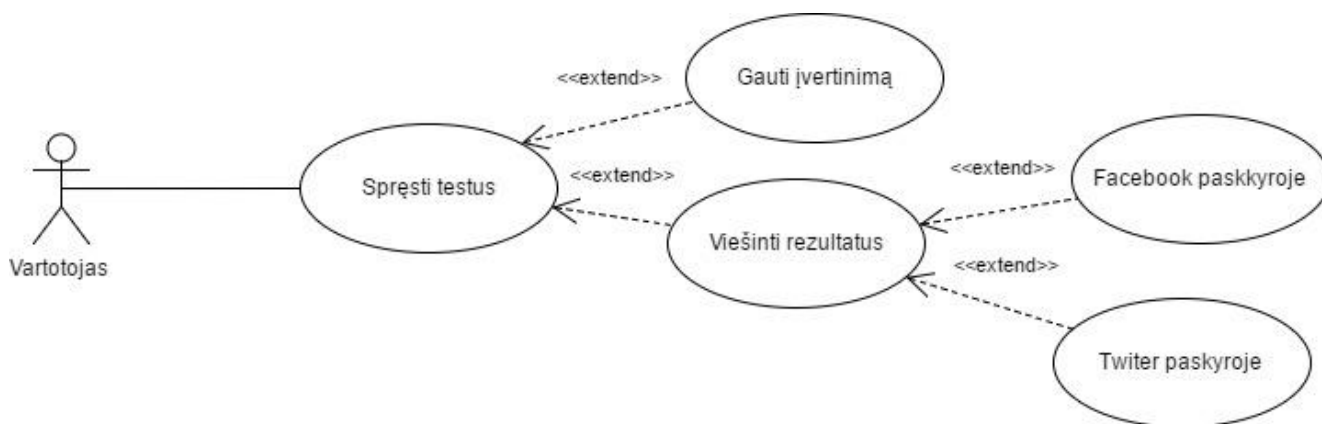 Gauti įvertinimą
<<extend>>
Spręsti testus
<<extend>>
<<extend>>
Facebook paskkyroje
Viešinti rezultatus
Vartotojas
<<extend>>
Twiter paskyroje